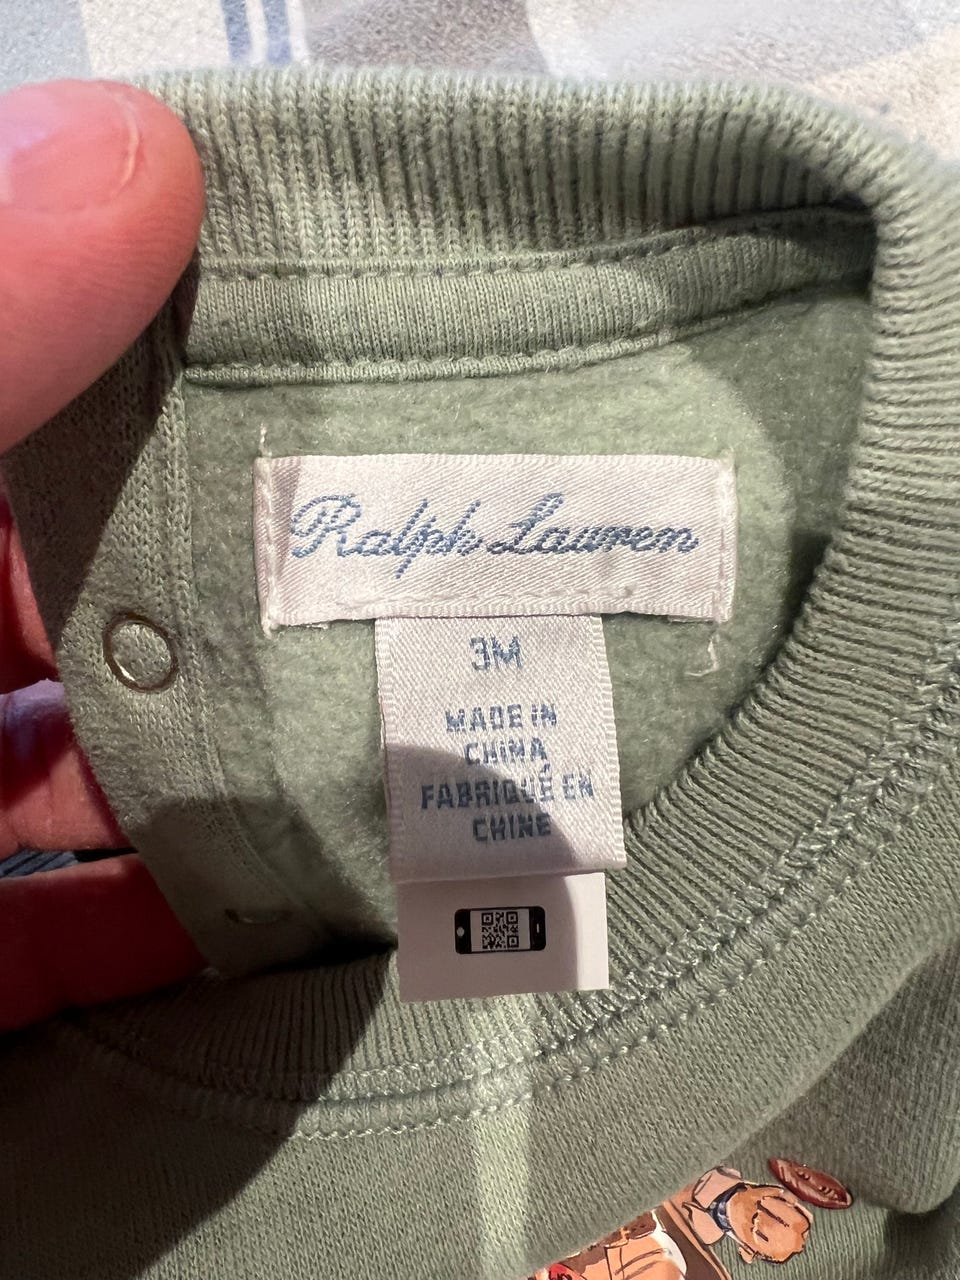 Ralph Lauren
3M
MADE IN
CHINA
FABRIQUÉ EN
CHINE